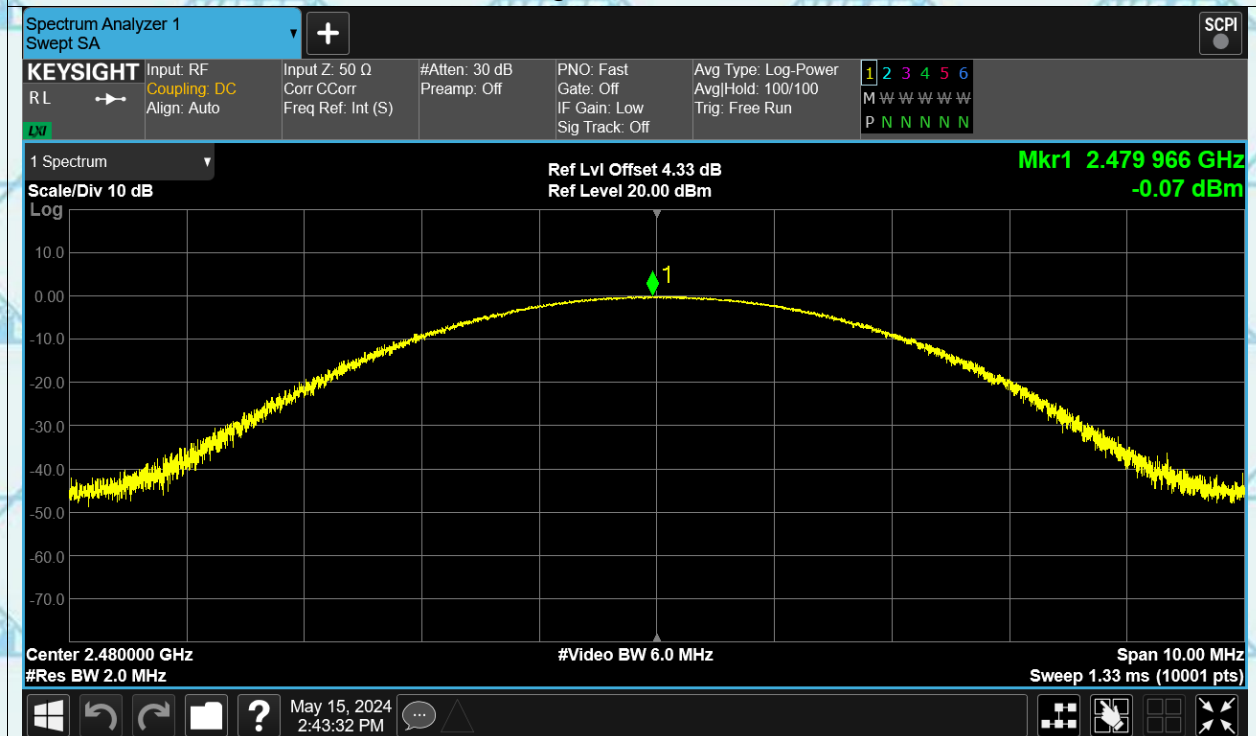 Spectrum Analyzer 1
Swept SA
+
SCPI
KEYSIGHT
R L
LXI
Input: RF
Coupling: DC
Align: Auto
Input Z: 50 Ω
Corr CCorr
Freq Ref: Int (S)
#Atten: 30 dB
Preamp: Off
PNO: Fast
Gate: Off
IF Gain: Low
Sig Track: Off
Avg Type: Log-Power
Avg|Hold: 100/100
Trig: Free Run
1 2 3 4 5 6
M W W W W W W
P N N N N N N
1 Spectrum
Scale/Div 10 dB
Ref Lvl Offset 4.33 dB
Ref Level 20.00 dBm
Mkr1 2.479 966 GHz
-0.07 dBm
Log
1
10.0
0.00
-10.0
-20.0
-30.0
-40.0
-50.0
-60.0
-70.0
Center 2.480000 GHz
#Video BW 6.0 MHz
Span 10.00 MHz
#Res BW 2.0 MHz
Sweep 1.33 ms (10001 pts)
?
May 15, 2024
2:43:32 PM